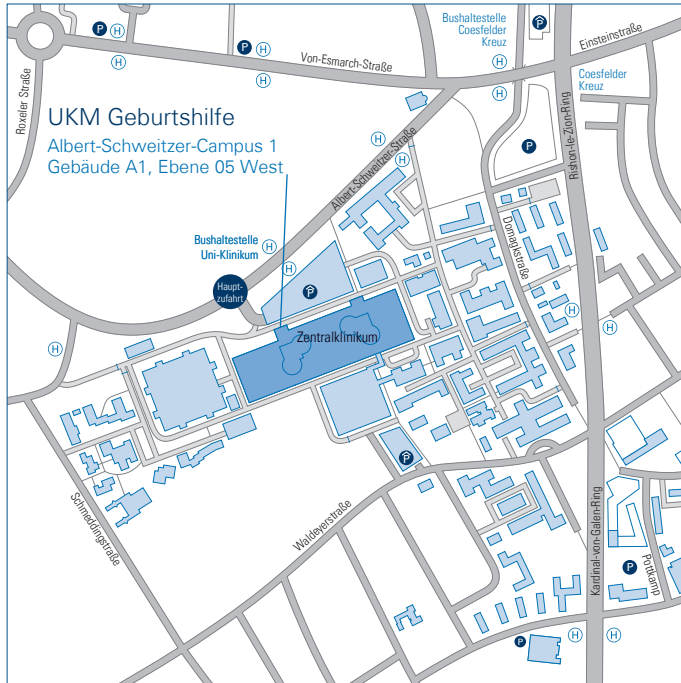 P
H
H
P
H
H
Bushaltestelle
Coesfelder
Kreuz
P
H
H
Einsteinstraße
Von-Esmarch-Straße
Coesfelder
Kreuz
Roxeler Straße
UKM Geburtshilfe
Albert-Schweitzer-Campus 1
Gebäude A1, Ebene 05 West
H
H
P
Rishon-le-Zion-Ring
Albert-Schweitzer-Straße
Domagkstraße
Bushaltestelle
Uni-Klinikum
H
H
Haupt-
zufahrt
P
H
H
Zentralklinikum
H
P
Waldeyerstraße
Schmeddingstraße
Kardinal-von-Galen-Ring
P
Pottkamp
P
H
H